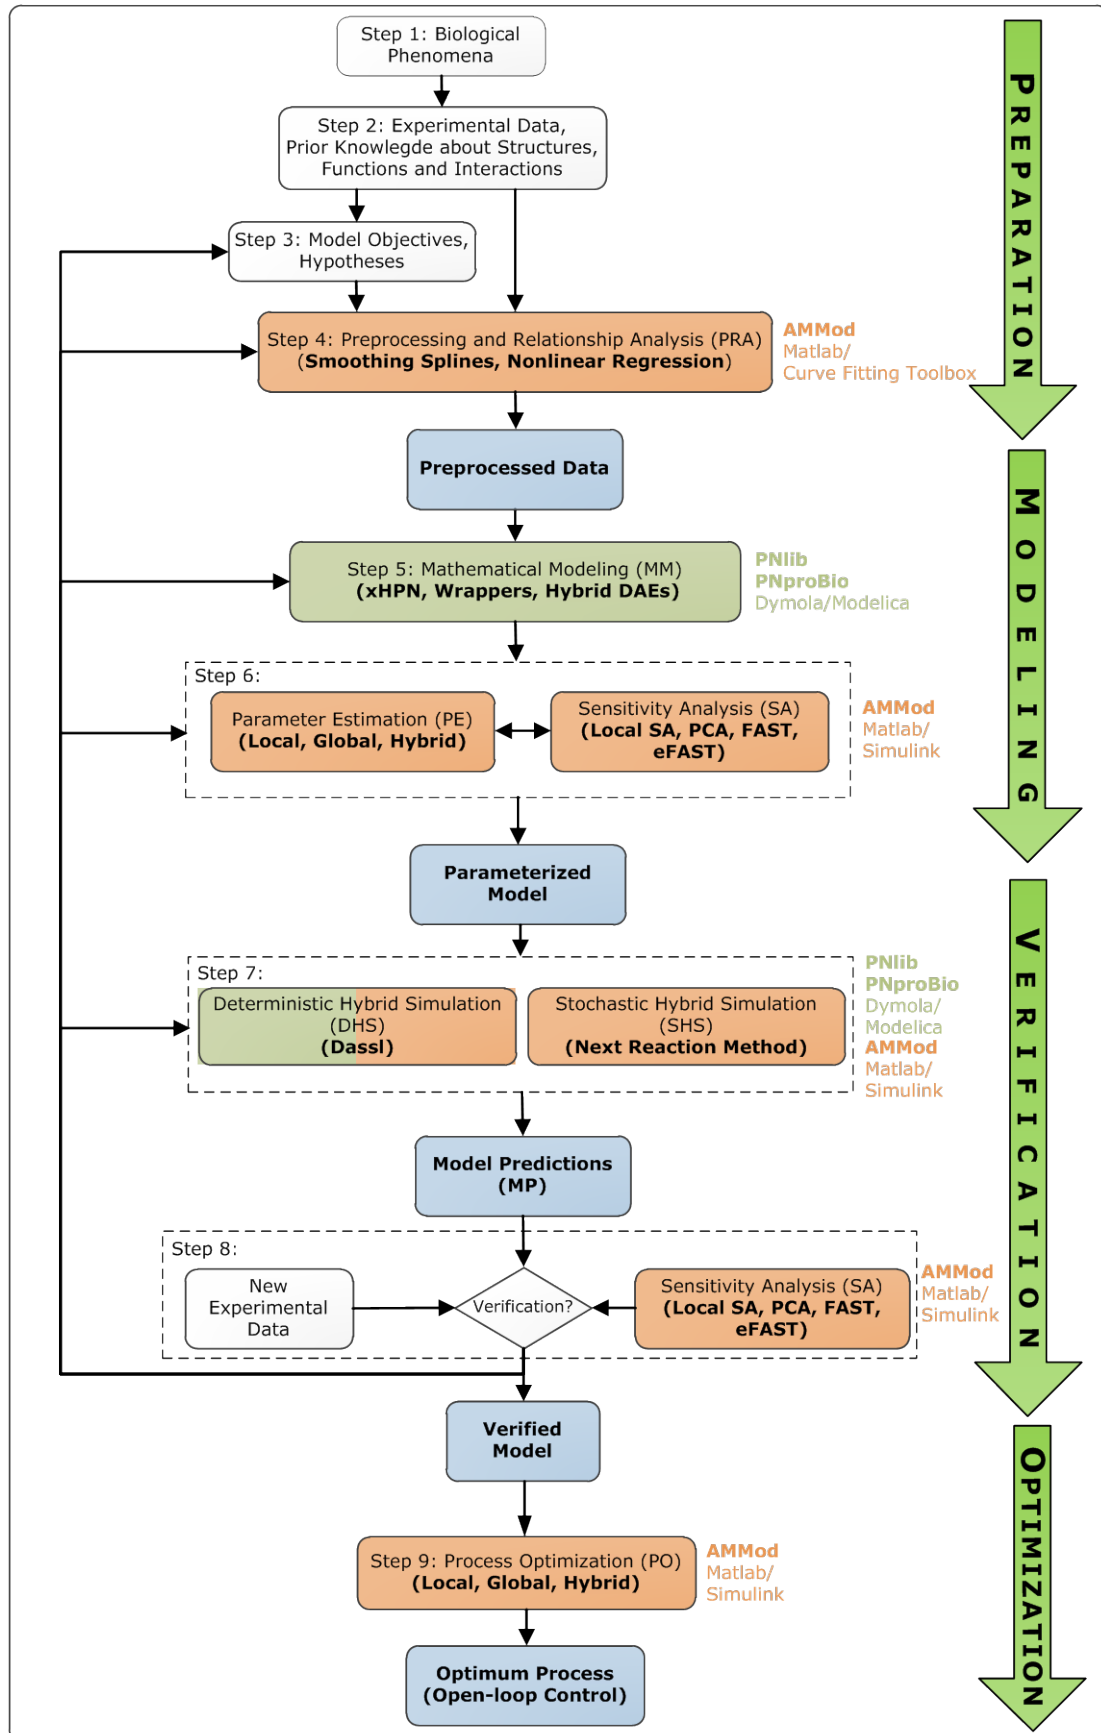 Step 1: Biological
Phenomena
Step 2: Experimental Data,
Prior Knowlegde about Structures,
Functions and Interactions
Step 3: Model Objectives,
Hypotheses
Step 4: Preprocessing and Relationship Analysis (PRA)
(Smoothing Splines, Nonlinear Regression)
AMMod
Matlab/
Curve Fitting Toolbox
PREPARATION
Preprocessed Data
Step 5: Mathematical Modeling (MM)
(xHPN, Wrappers, Hybrid DAEs)
PNlib
PNproBio
Dymola/Modelica
Step 6:
Parameter Estimation (PE)
(Local, Global, Hybrid)
Sensitivity Analysis (SA)
(Local SA, PCA, FAST,
eFAST)
AMMod
Matlab/
Simulink
MODELING
Parameterized
Model
Step 7:
Deterministic Hybrid Simulation
(DHS)
(Dassl)
Stochastic Hybrid Simulation
(SHS)
(Next Reaction Method)
PNlib
PNproBio
Dymola/
Modelica
AMMod
Matlab/
Simulink
Model Predictions
(MP)
Step 8:
New
Experimental
Data
Verification?
Sensitivity Analysis (SA)
(Local SA, PCA, FAST,
eFAST)
AMMod
Matlab/
Simulink
VERIFICATION
Verified
Model
Step 9: Process Optimization (PO)
(Local, Global, Hybrid)
AMMod
Matlab/
Simulink
Optimum Process
(Open-loop Control)
OPTIMIZATION